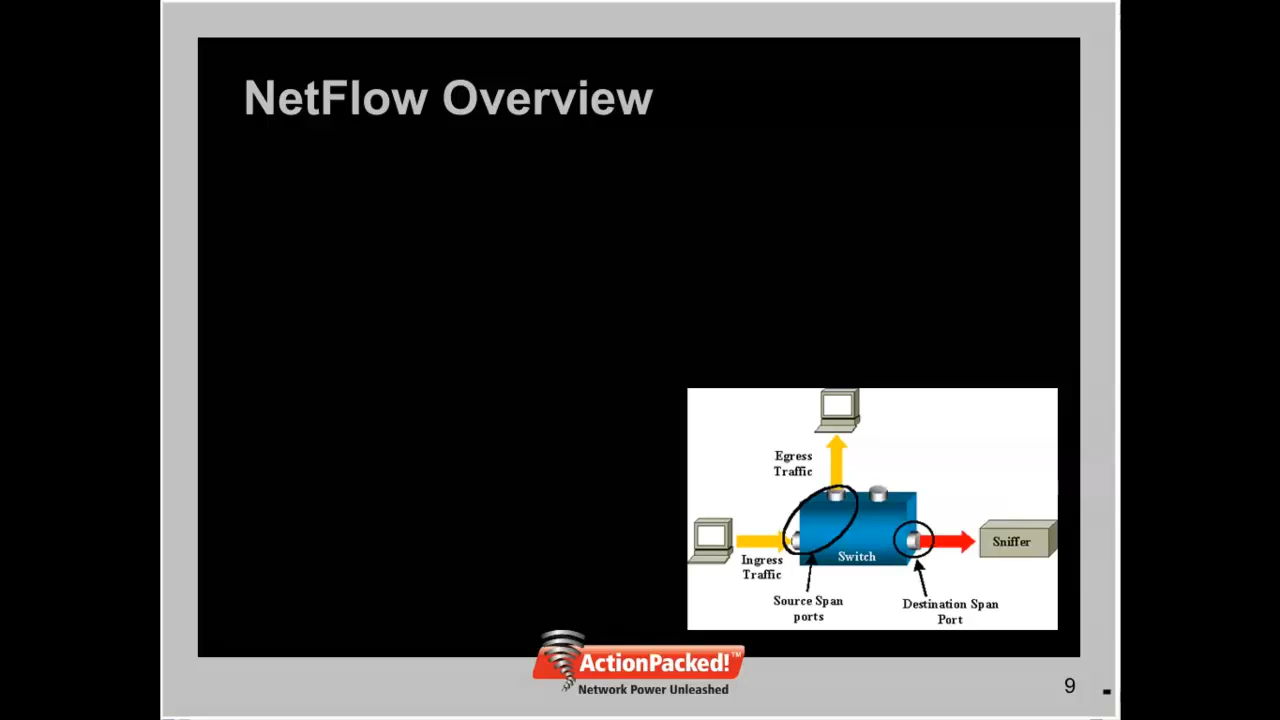 NetFlow Overview
Egress
Traffic
Ingress
Traffic
Switch
Sniffer
Source Span
ports
Destination Span
Port
ActionPacked!™
Network Power Unleashed
9